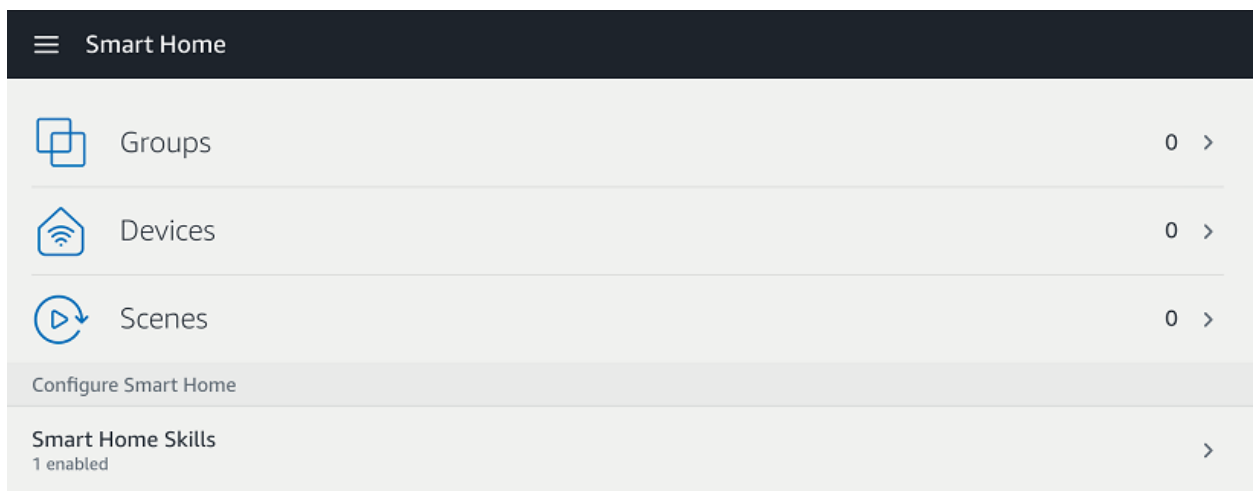 Smart Home
Groups 0
Devices 0
Scenes 0
Configure Smart Home
Smart Home Skills
1 enabled